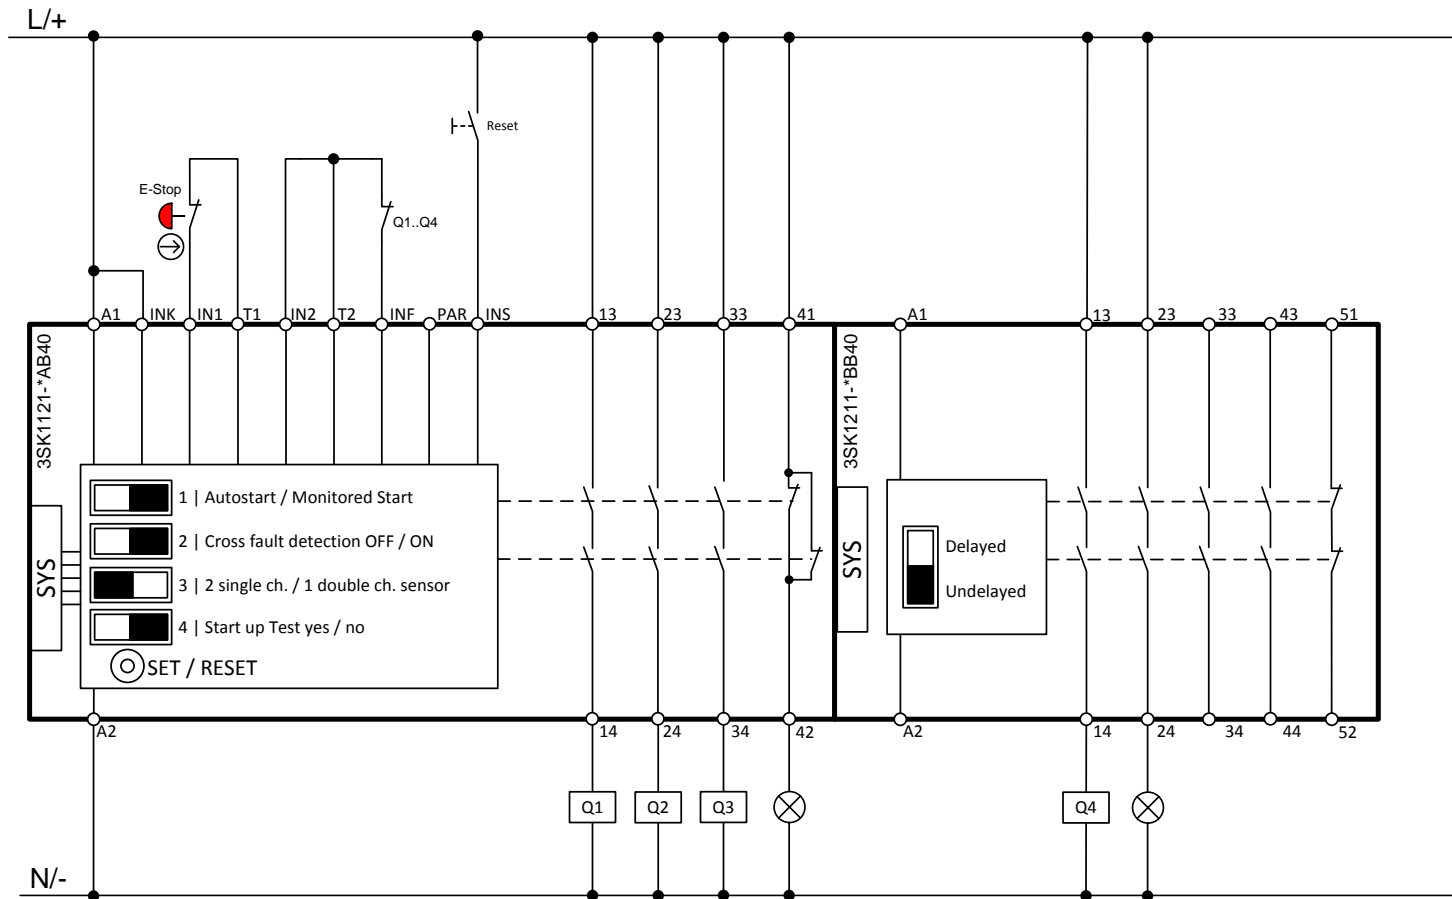 L/+
Reset
E-Stop
Q1..Q4
A1 INK IN1 T1 IN2 T2 INF PAR INS 13 23 33 41 A1 13 23 33 43 51
3SK1121-*AB40
3SK1211-*BB40
1 | Autostart / Monitored Start
2 | Cross fault detection OFF / ON
3 | 2 single ch. / 1 double ch. sensor
4 | Start up Test yes / no
SET / RESET
SYS
SYS
Delayed
Undelayed
A2 14 24 34 42 A2 14 24 34 44 52
Q1 Q2 Q3 Q4
N/-